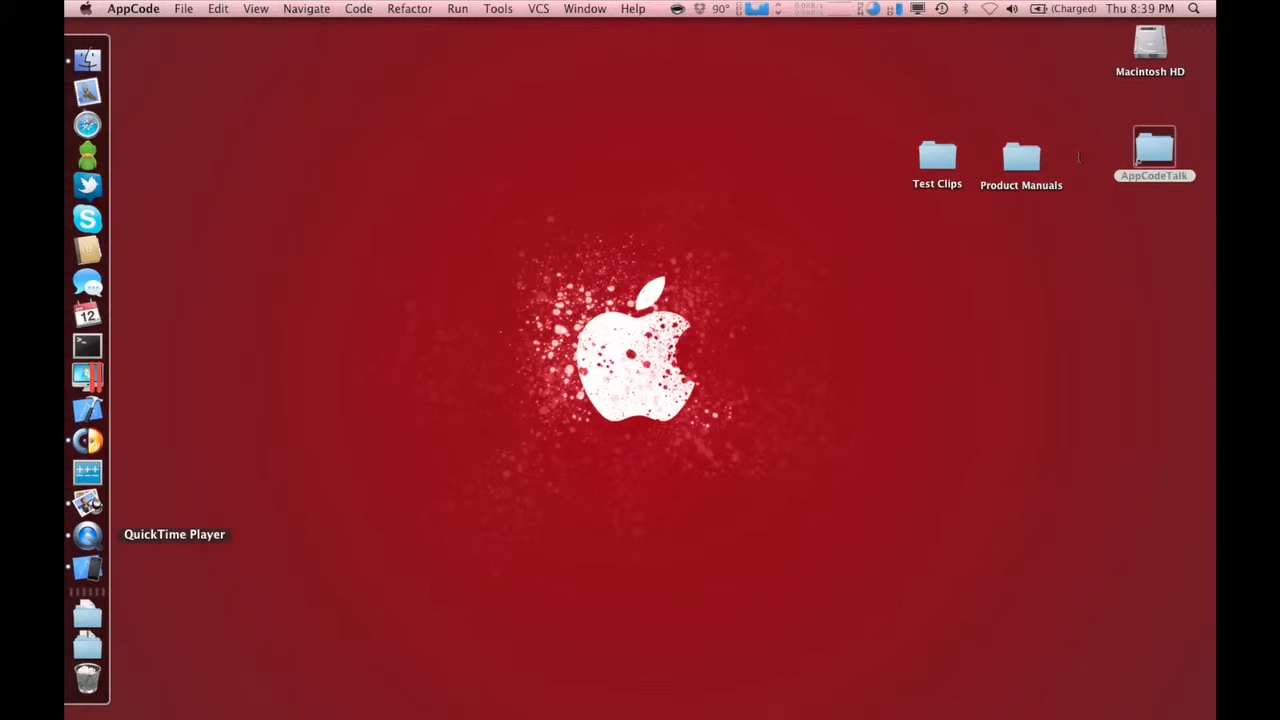 AppCode File Edit View Navigate Code Refactor Run Tools VCS Window Help 90° (Charged) Thu 8:39 PM
Macintosh HD
Test Clips
Product Manuals
AppCodeTalk
12
QuickTime Player